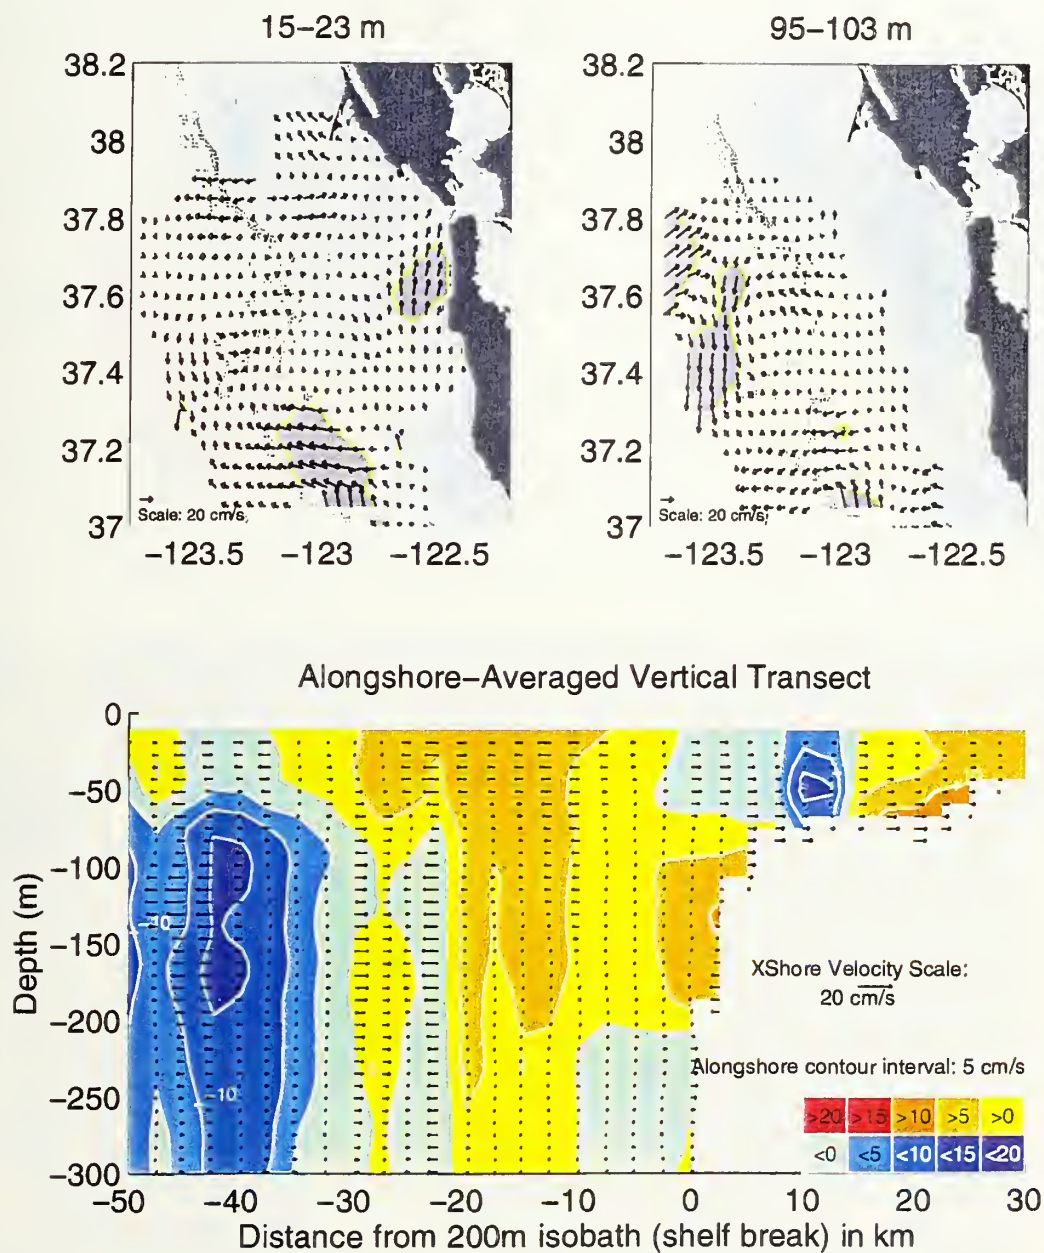 15–23 m
95–103 m
38.2
38
37.8
37.6
37.4
37.2
37
Scale: 20 cm/s,
−123.5 −123 −122.5
38.2
38
37.8
37.6
37.4
37.2
37
Scale: 20 cm/s,
−123.5 −123 −122.5
Alongshore–Averaged Vertical Transect
Depth (m)
0
−50
−100
−150
−200
−250
−300
−10
−10
XShore Velocity Scale:
20 cm/s
Alongshore contour interval: 5 cm/s
>20 >15 >10 >5 >0
<0 <5 <10 <15 <20
−50 −40 −30 −20 −10 0 10 20 30
Distance from 200m isobath (shelf break) in km